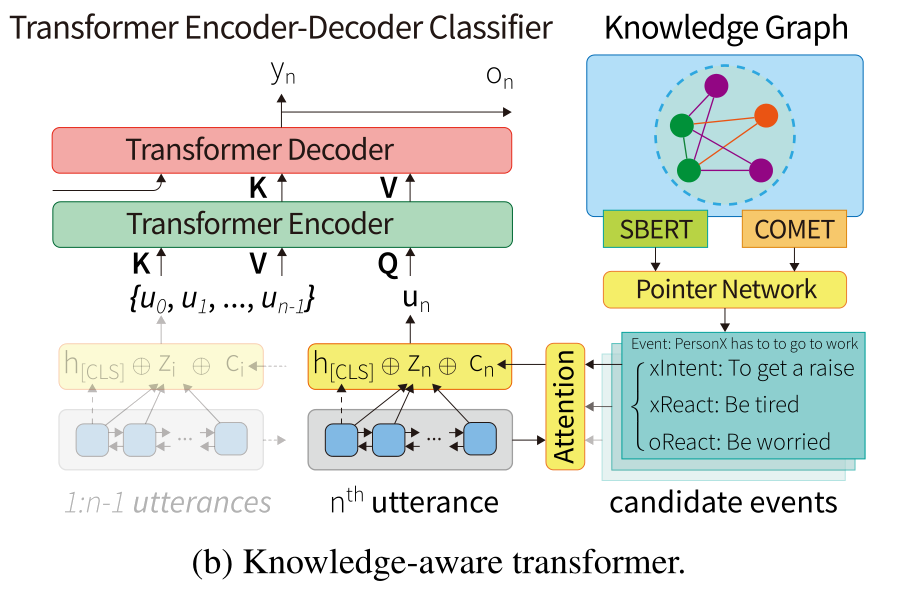 Transformer Encoder-Decoder Classifier
Knowledge Graph
yn
on
Transformer Decoder
K
V
Transformer Encoder
K
V
Q
{u0, u1, ..., un-1}
un
h[CLS] ⊕ zi ⊕ ci
h[CLS] ⊕ zn ⊕ cn
...
...
1:n-1 utterances
nth utterance
Attention
SBERT
COMET
Pointer Network
Event: PersonX has to to go to work
xIntent: To get a raise
xReact: Be tired
oReact: Be worried
candidate events
(b) Knowledge-aware transformer.